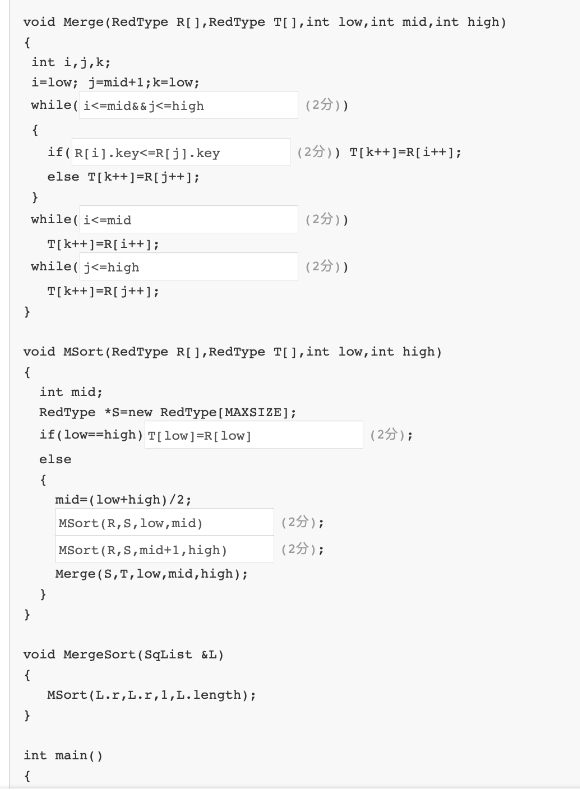 void Merge(RedType R[],RedType T[],int low,int mid,int high)
{
int i,j,k;
i=low; j=mid+1;k=low;
while( i<=mid&&j<=high (2分))
{
if( R[i].key<=R[j].key (2分)) T[k++]=R[i++];
else T[k++]=R[j++];
}
while( i<=mid (2分))
T[k++]=R[i++];
while( j<=high (2分))
T[k++]=R[j++];
}
void MSort(RedType R[],RedType T[],int low,int high)
{
int mid;
RedType *S=new RedType[MAXSIZE];
if(low==high) T[low]=R[low] (2分);
else
{
mid=(low+high)/2;
MSort(R,S,low,mid) (2分);
MSort(R,S,mid+1,high) (2分);
Merge(S,T,low,mid,high);
}
}
void MergeSort(SqList &L)
{
MSort(L.r,L.r,1,L.length);
}
int main()
{